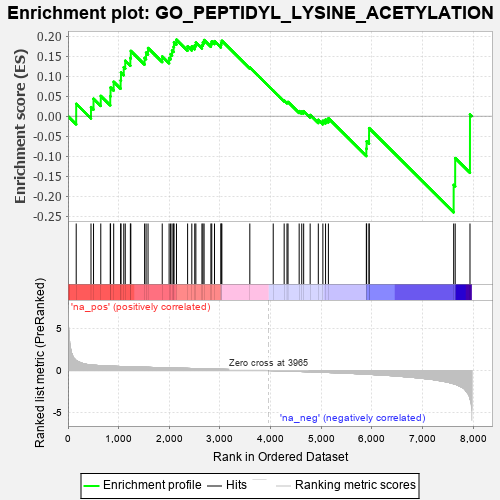 Enrichment plot: GO_PEPTIDYL_LYSINE_ACETYLATION
Enrichment score (ES)
0.20
0.15
0.10
0.05
0.00
-0.05
-0.10
-0.15
-0.20
-0.25
'na_pos' (positively correlated)
Ranked list metric (PreRanked)
5
0
-5
Zero cross at 3965
'na_neg' (negatively correlated)
0 1,000 2,000 3,000 4,000 5,000 6,000 7,000 8,000
Rank in Ordered Dataset
Enrichment profile Hits Ranking metric scores